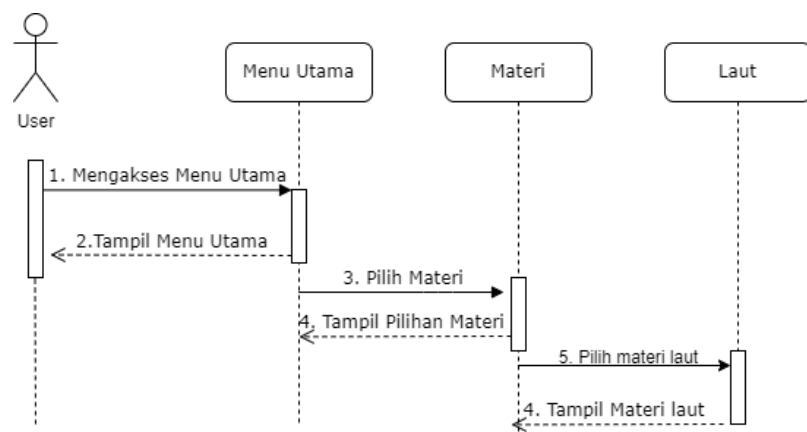 User
Menu Utama
Materi
Laut
1. Mengakses Menu Utama
2.Tampil Menu Utama
3. Pilih Materi
4. Tampil Pilihan Materi
5. Pilih materi laut
4. Tampil Materi laut